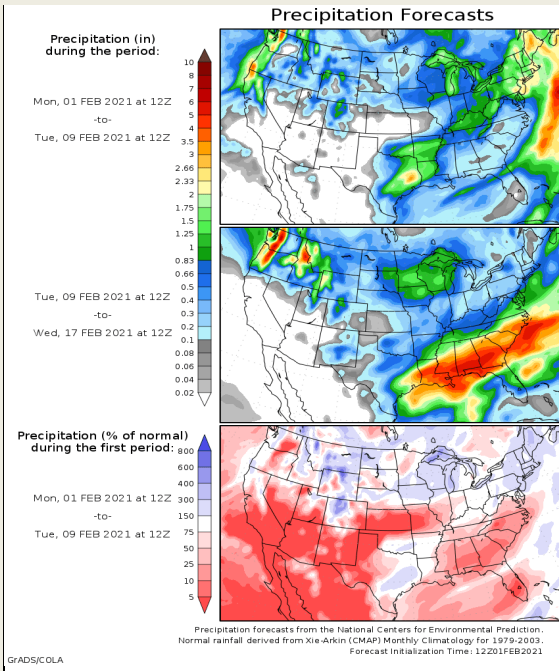 Precipitation Forecasts
Precipitation (in)
during the period:
Mon, 01 FEB 2021 at 12Z
-to-
Tue, 09 FEB 2021 at 12Z
10
8
7
6
5
4
3.5
3
2.66
2.33
2
1.75
1.5
1.25
1
0.83
0.66
0.5
0.4
0.3
0.2
0.1
0.08
0.06
0.04
0.02
Tue, 09 FEB 2021 at 12Z
-to-
Wed, 17 FEB 2021 at 12Z
Precipitation (% of normal)
during the first period:
Mon, 01 FEB 2021 at 12Z
-to-
Tue, 09 FEB 2021 at 12Z
800
600
400
300
150
75
50
25
10
5
Precipitation forecasts from the National Centers for Environmental Prediction.
Normal rainfall derived from Xie-Arkin (CMAP) Monthly Climatology for 1979-2003.
Forecast Initialization Time: 12Z01FEB2021
GrADS/COLA